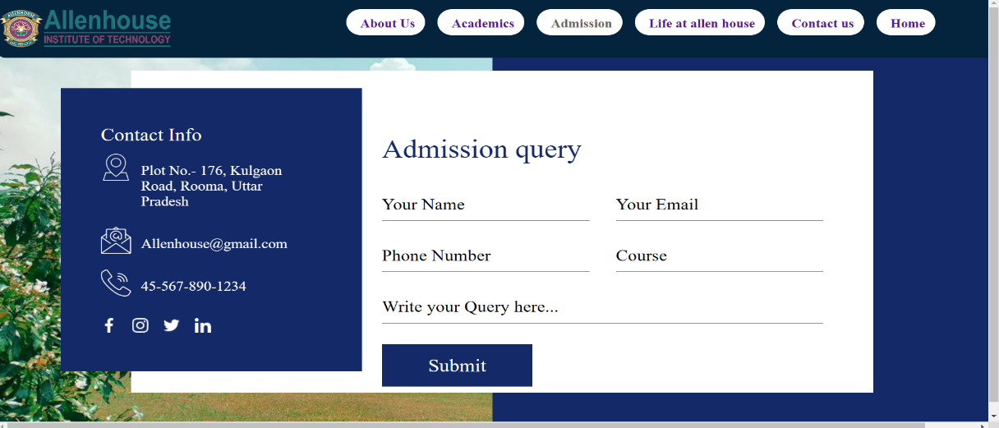 Allenhouse
INSTITUTE OF TECHNOLOGY
About Us
Academics
Admission
Life at allen house
Contact us
Home
Contact Info
Plot No.- 176, Kulgaon
Road, Rooma, Uttar
Pradesh
Allenhouse@gmail.com
45-567-890-1234
Admission query
Your Name
Your Email
Phone Number
Course
Write your Query here...
Submit